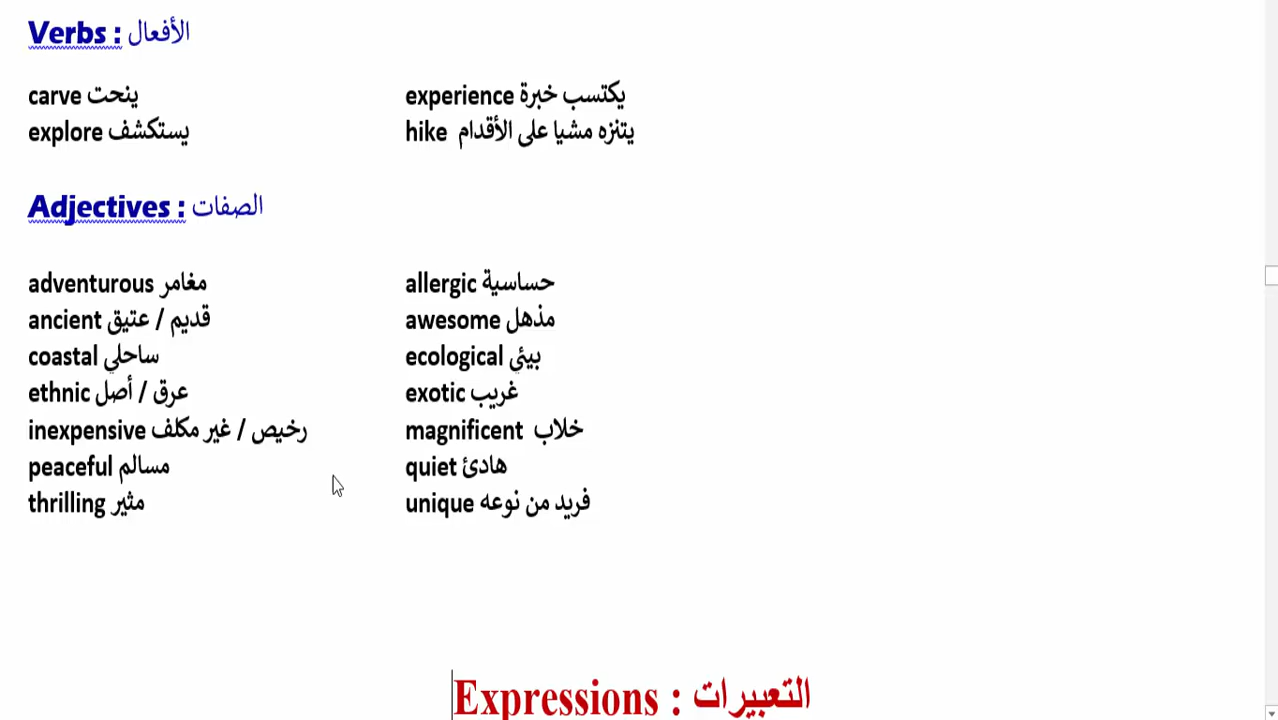 Verbs : الأفعال
carve ينحت experience يكتسب خبرة
explore يستكشف hike يتنزه مشيا على الأقدام
Adjectives : الصفات
adventurous مغامر allergic حساسية
ancient قديم / عتيق awesome مذهل
coastal ساحلي ecological بيئي
ethnic عرق / أصل exotic غريب
inexpensive رخيص / غير مكلف magnificent خلاب
peaceful مسالم quiet هادئ
thrilling مثير unique فريد من نوعه
Expressions : التعبيرات